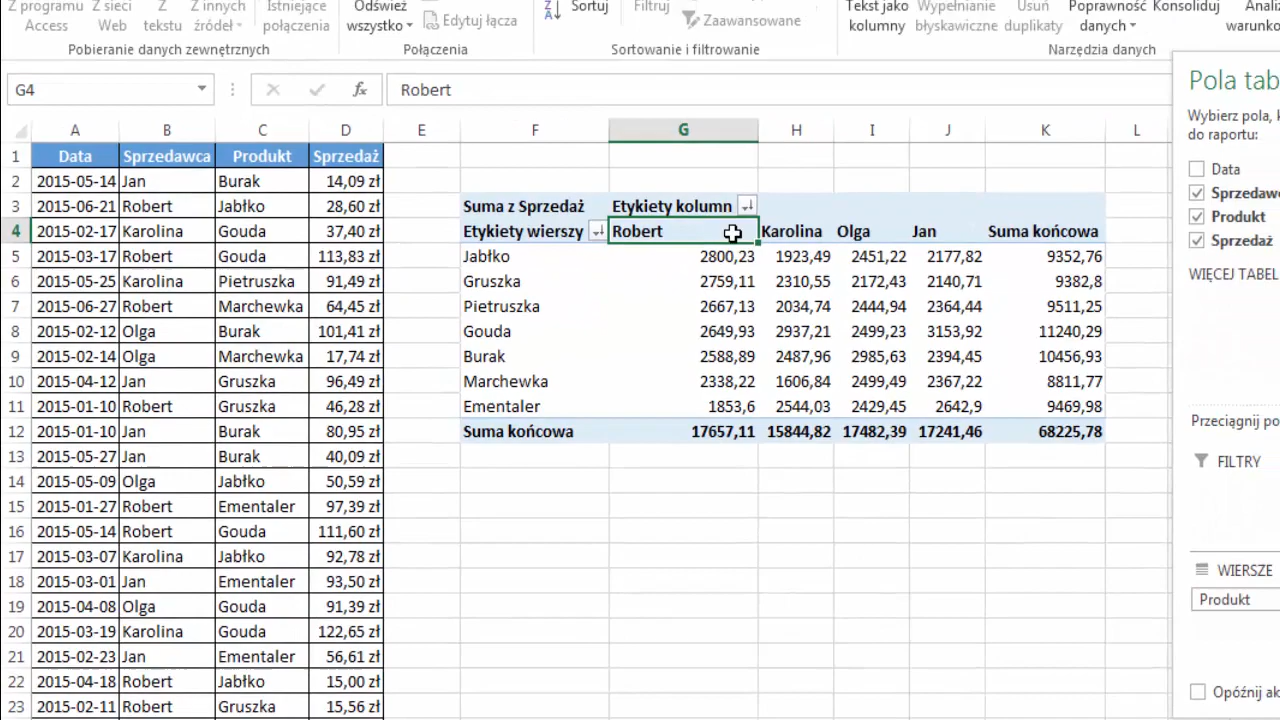 Z programu Z sieci Z Z innych Istniejące Odśwież Sortuj Filtruj Tekst jako Wypełnianie Usuń Poprawność Konsoliduj
Access Web tekstu źródeł połączenia wszystko Edytuj łącza Zaawansowane kolumny błyskawiczne duplikaty danych
Pobieranie danych zewnętrznych Połączenia Sortowanie i filtrowanie Narzędzia danych
G4 fx Robert
A B C D E F G H I J K L
1 Data Sprzedawca Produkt Sprzedaż
2 2015-05-14 Jan Burak 14,09 zł
3 2015-06-21 Robert Jabłko 28,60 zł Suma z Sprzedaż Etykiety kolumn
4 2015-02-17 Karolina Gouda 37,40 zł Etykiety wierszy Robert Karolina Olga Jan Suma końcowa
5 2015-03-17 Robert Gouda 113,83 zł Jabłko 2800,23 1923,49 2451,22 2177,82 9352,76
6 2015-05-25 Karolina Pietruszka 91,49 zł Gruszka 2759,11 2310,55 2172,43 2140,71 9382,8
7 2015-06-27 Robert Marchewka 64,45 zł Pietruszka 2667,13 2034,74 2444,94 2364,44 9511,25
8 2015-02-12 Olga Burak 101,41 zł Gouda 2649,93 2937,21 2499,23 3153,92 11240,29
9 2015-02-14 Olga Marchewka 17,74 zł Burak 2588,89 2487,96 2985,63 2394,45 10456,93
10 2015-04-12 Jan Gruszka 96,49 zł Marchewka 2338,22 1606,84 2499,49 2367,22 8811,77
11 2015-01-10 Robert Gruszka 46,28 zł Ementaler 1853,6 2544,03 2429,45 2642,9 9469,98
12 2015-01-10 Jan Burak 80,95 zł Suma końcowa 17657,11 15844,82 17482,39 17241,46 68225,78
13 2015-05-27 Jan Burak 40,09 zł
14 2015-05-09 Olga Jabłko 50,59 zł
15 2015-01-27 Robert Ementaler 97,39 zł
16 2015-05-14 Robert Gouda 111,60 zł
17 2015-03-07 Karolina Jabłko 92,78 zł
18 2015-03-01 Jan Ementaler 93,50 zł
19 2015-04-08 Olga Gouda 91,39 zł
20 2015-03-19 Karolina Gouda 122,65 zł
21 2015-02-23 Jan Ementaler 56,61 zł
22 2015-04-18 Robert Jabłko 15,00 zł
23 2015-02-11 Robert Gruszka 15,56 zł
Pola tab
Wybierz pola, k
do raportu:
Data
Sprzedaw
Produkt
Sprzedaż
WIĘCEJ TABEL
Przeciągnij po
FILTRY
WIERSZE
Produkt
Opóźnij ak